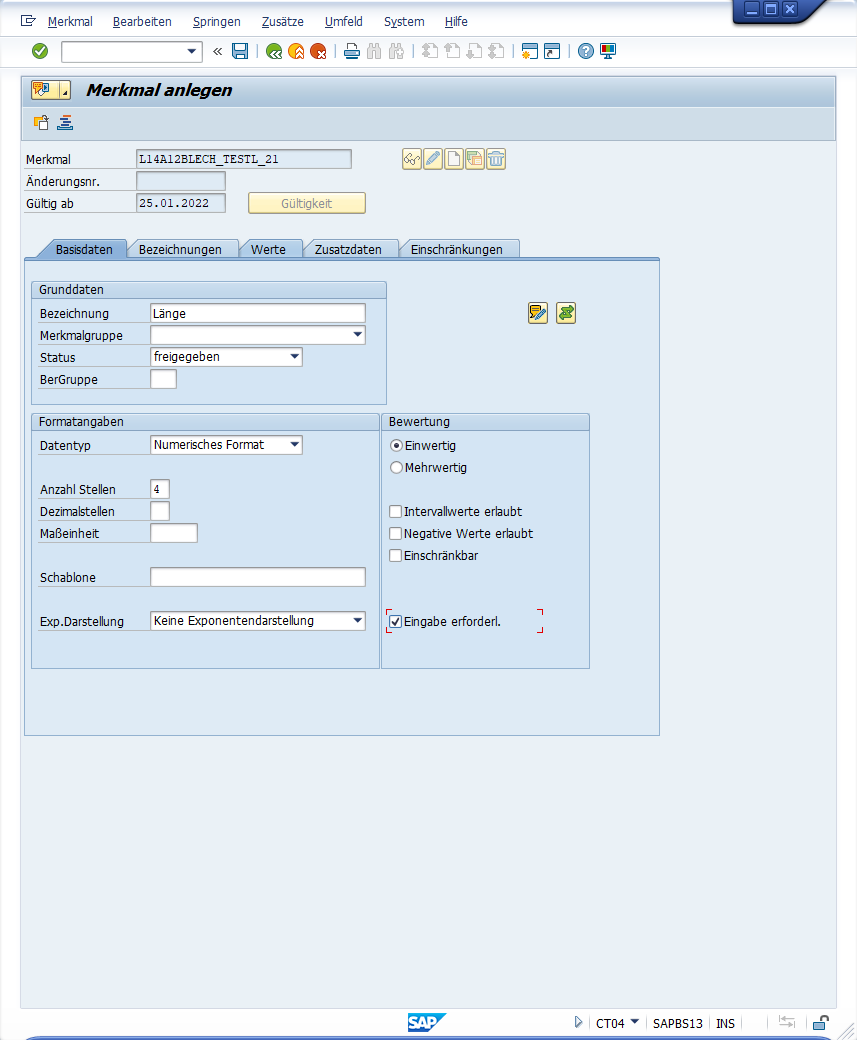 Merkmal Bearbeiten Springen Zusätze Umfeld System Hilfe
Merkmal anlegen
Merkmal L14A12BLECH_TESTL_21
Änderungsnr.
Gültig ab 25.01.2022 Gültigkeit
Basisdaten Bezeichnungen Werte Zusatzdaten Einschränkungen
Grunddaten
Bezeichnung Länge
Merkmalgruppe
Status freigegeben
BerGruppe
Formatangaben Bewertung
Datentyp Numerisches Format Einwertig
Mehrwertig
Anzahl Stellen 4
Dezimalstellen Intervallwerte erlaubt
Maßeinheit Negative Werte erlaubt
Einschränkbar
Schablone
Exp.Darstellung Keine Exponentendarstellung Eingabe erforderl.
SAP CT04 SAPBS13 INS